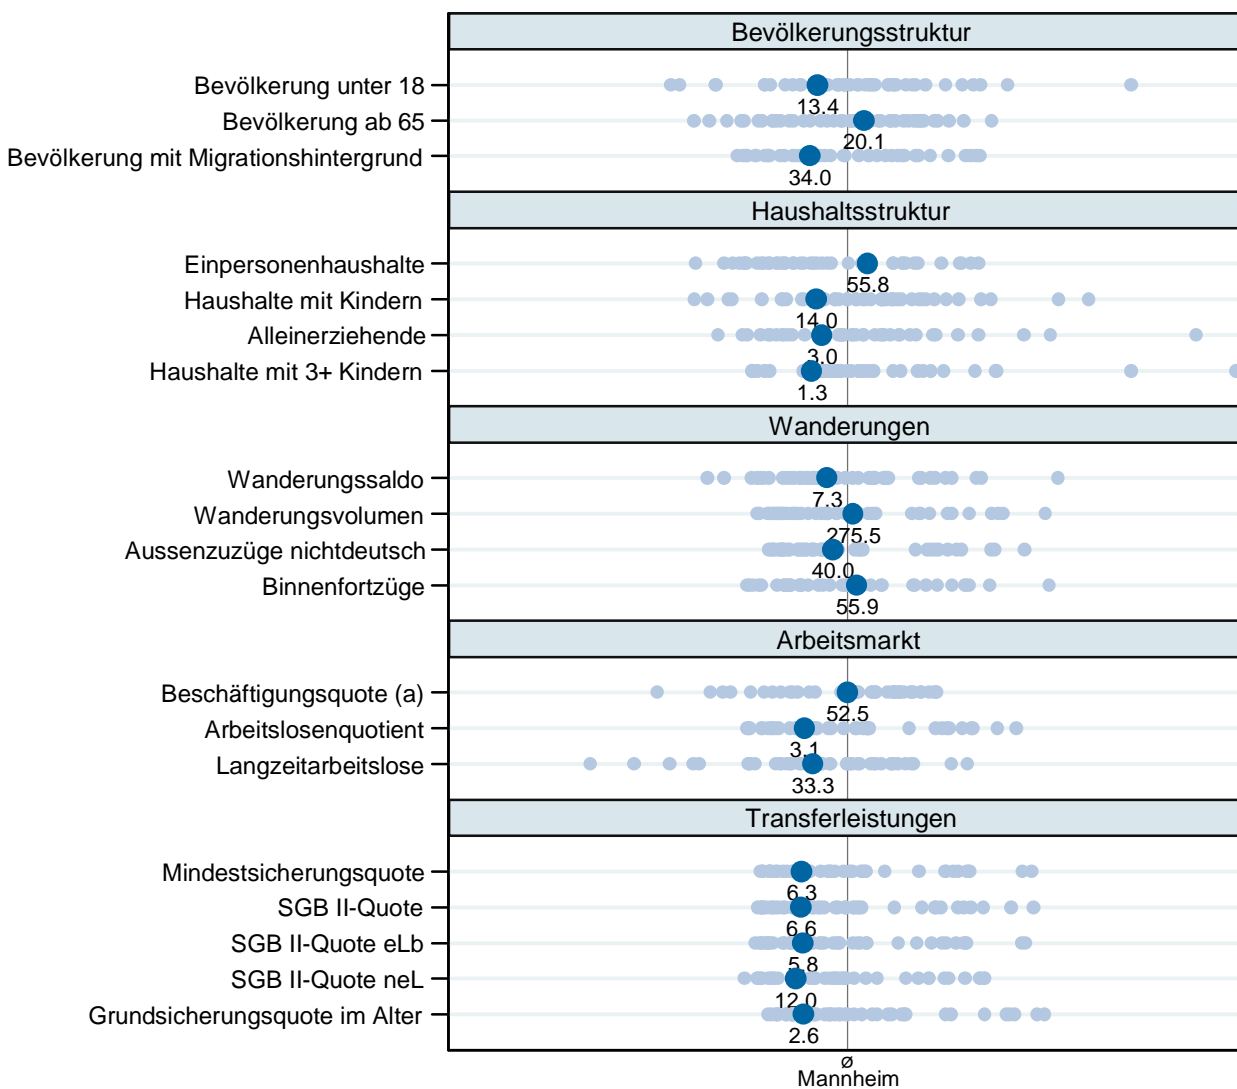 Bevölkerungsstruktur
Bevölkerung unter 18
13.4
Bevölkerung ab 65
20.1
Bevölkerung mit Migrationshintergrund
34.0
Haushaltsstruktur
Einpersonenhaushalte
55.8
Haushalte mit Kindern
14.0
Alleinerziehende
3.0
Haushalte mit 3+ Kindern
1.3
Wanderungen
Wanderungssaldo
7.3
Wanderungsvolumen
275.5
Aussenzuzüge nichtdeutsch
40.0
Binnenfortzüge
55.9
Arbeitsmarkt
Beschäftigungsquote (a)
52.5
Arbeitslosenquotient
3.1
Langzeitarbeitslose
33.3
Transferleistungen
Mindestsicherungsquote
6.3
SGB II-Quote
6.6
SGB II-Quote eLb
5.8
SGB II-Quote neL
12.0
Grundsicherungsquote im Alter
2.6
ø
Mannheim